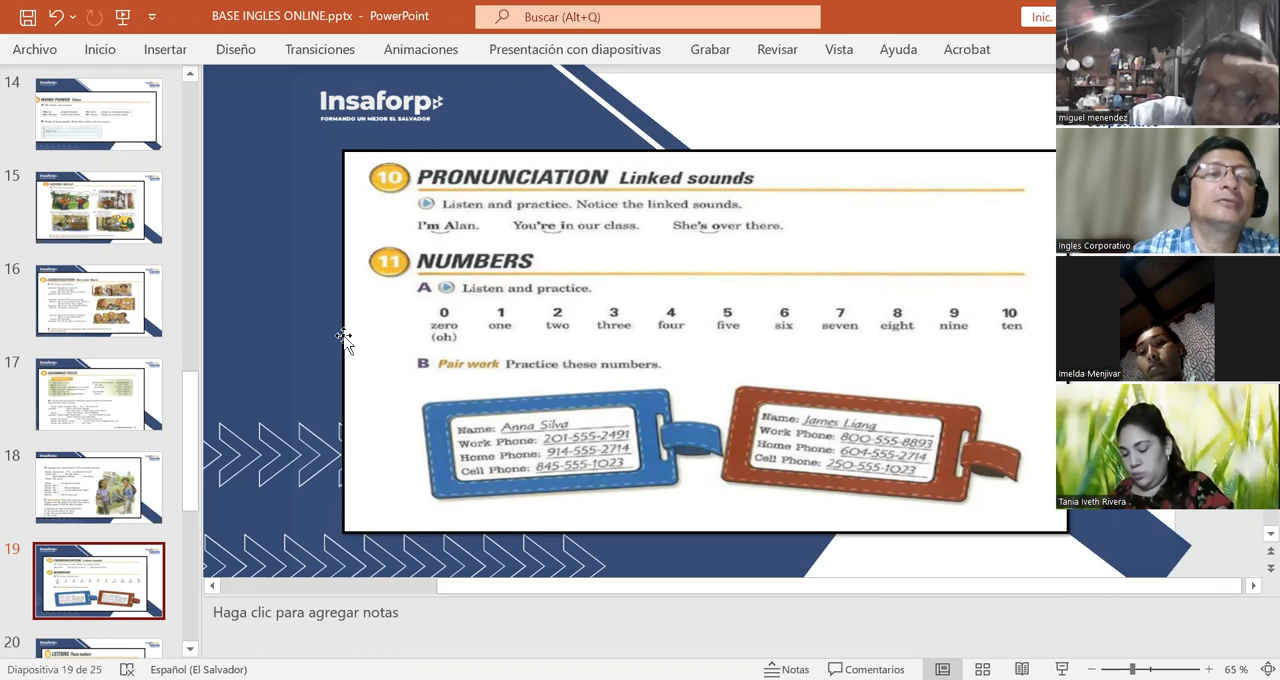 BASE INGLES ONLINE.pptx - PowerPoint
Buscar (Alt+Q)
Inic.
Archivo Inicio Insertar Diseño Transiciones Animaciones Presentación con diapositivas Grabar Revisar Vista Ayuda Acrobat
14
15
16
17
18
19
20
Insaforp
FORMANDO UN MEJOR EL SALVADOR
10 PRONUNCIATION Linked sounds
Listen and practice. Notice the linked sounds.
I'm Alan. You're in our class. She's over there.
11 NUMBERS
A Listen and practice.
0 1 2 3 4 5 6 7 8 9 10
zero one two three four five six seven eight nine ten
(oh)
B Pair work Practice these numbers.
Name: Anna Silva
Work Phone: 201-555-2491
Home Phone: 914-555-2714
Cell Phone: 845-555-1023
Name: James Liang
Work Phone: 800-555-8893
Home Phone: 604-555-2714
Cell Phone: 250-555-1023
miguel menendez
Ingles Corporativo
Imelda Menjivar
Tania Iveth Rivera
Haga clic para agregar notas
Diapositiva 19 de 25 Español (El Salvador) Notas Comentarios 65 %